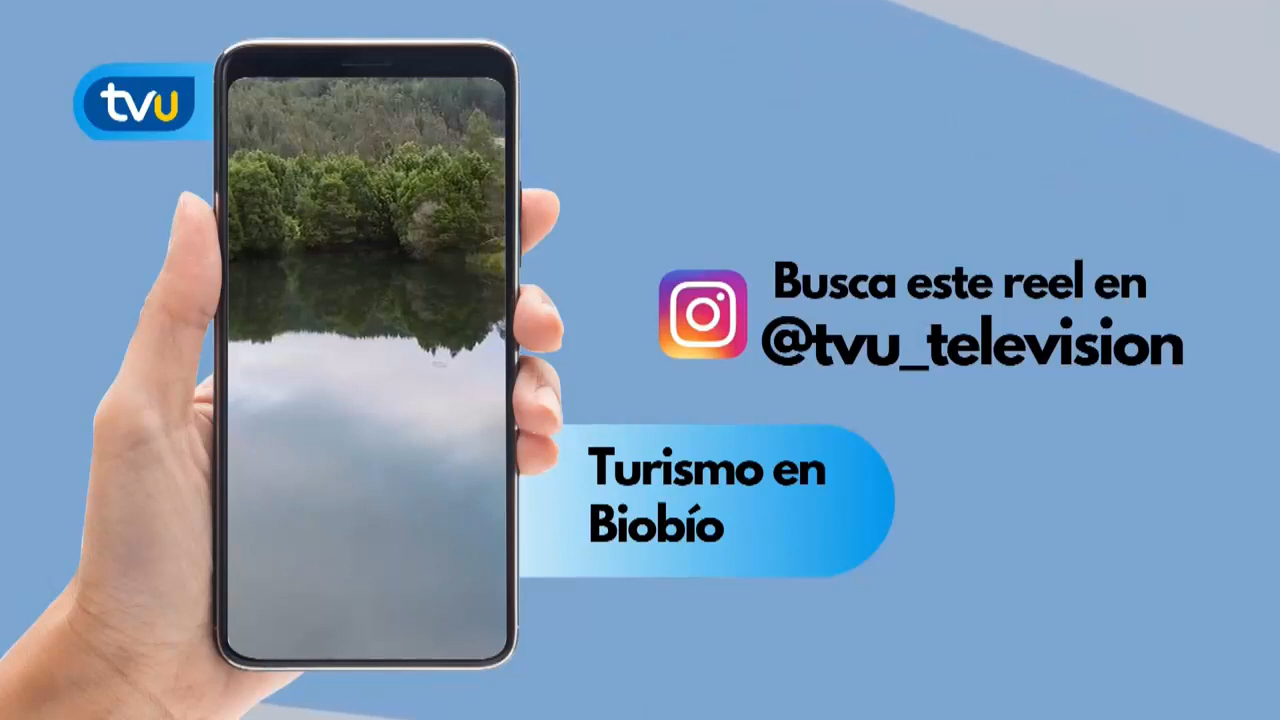 tvu
Busca este reel en
@tvu_television
Turismo en
Biobío